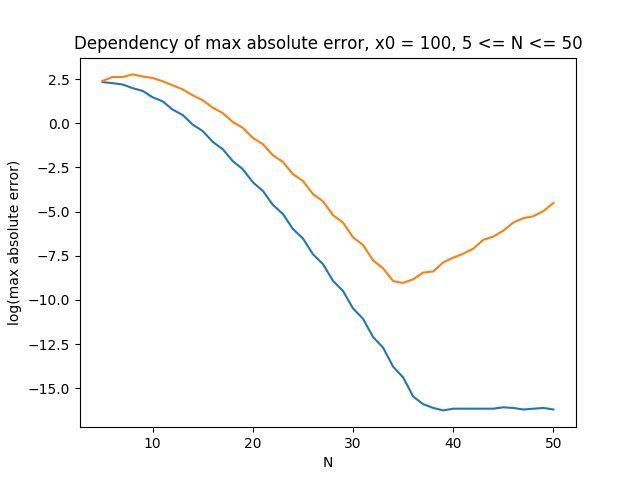 Dependency of max absolute error, x0 = 100, 5 <= N <= 50
log(max absolute error)
2.5
0.0
−2.5
−5.0
−7.5
−10.0
−12.5
−15.0
10 20 30 40 50
N